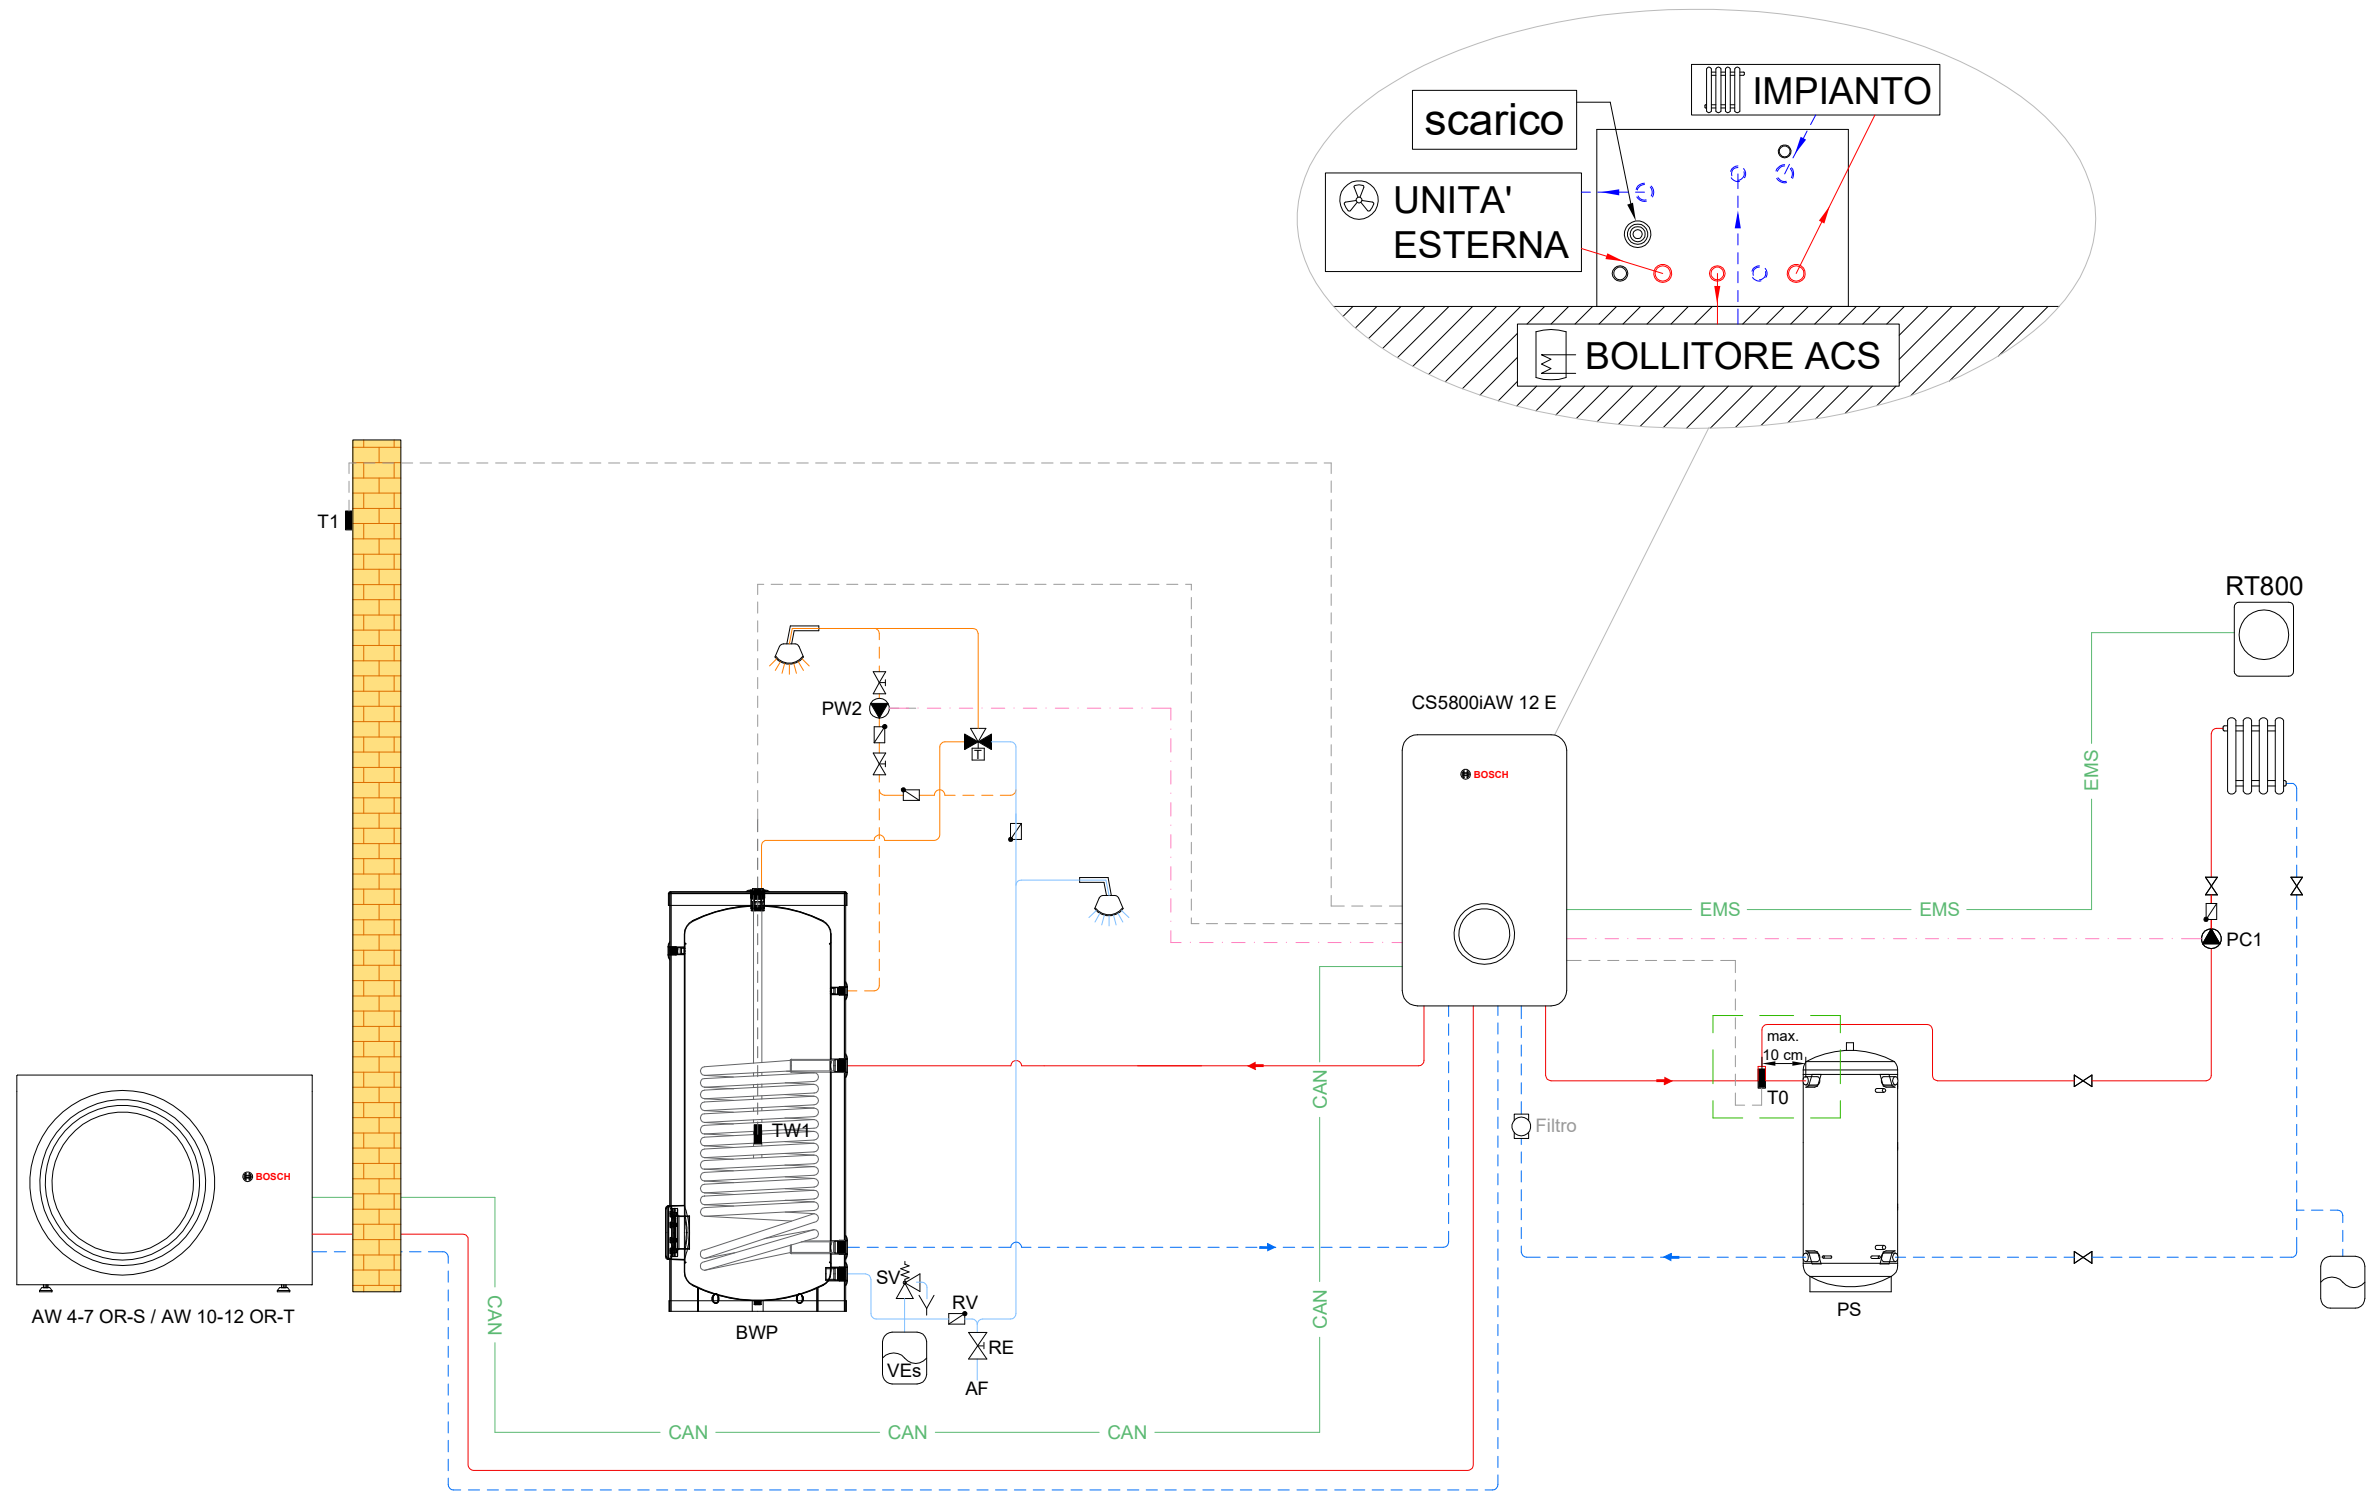 IMPIANTO
scarico
UNITA'
ESTERNA
BOLLITORE ACS
T1
RT800
CS5800iAW 12 E
PW2
T
BOSCH
EMS
EMS
EMS
PC1
max.
10 cm
T0
CAN
Filtro
TW1
BOSCH
SV
RV
CAN
CAN
AW 4-7 OR-S / AW 10-12 OR-T
BWP
VEs
RE
AF
PS
CAN
CAN
CAN